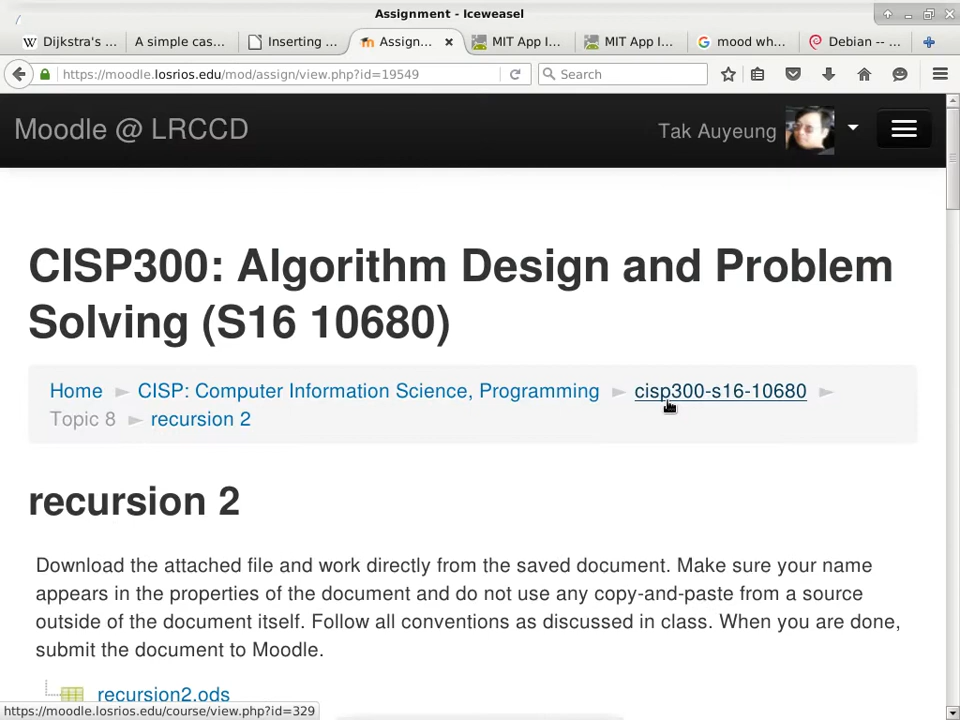 Assignment - Iceweasel
Dijkstra's ... A simple cas... Inserting ... Assign... MIT App I... MIT App I... mood wh... Debian -- ...
https://moodle.losrios.edu/mod/assign/view.php?id=19549 Search
Moodle @ LRCCD Tak Auyeung
CISP300: Algorithm Design and Problem
Solving (S16 10680)
Home ► CISP: Computer Information Science, Programming ► cisp300-s16-10680 ►
Topic 8 ► recursion 2
recursion 2
Download the attached file and work directly from the saved document. Make sure your name
appears in the properties of the document and do not use any copy-and-paste from a source
outside of the document itself. Follow all conventions as discussed in class. When you are done,
submit the document to Moodle.
recursion2.ods
https://moodle.losrios.edu/course/view.php?id=329